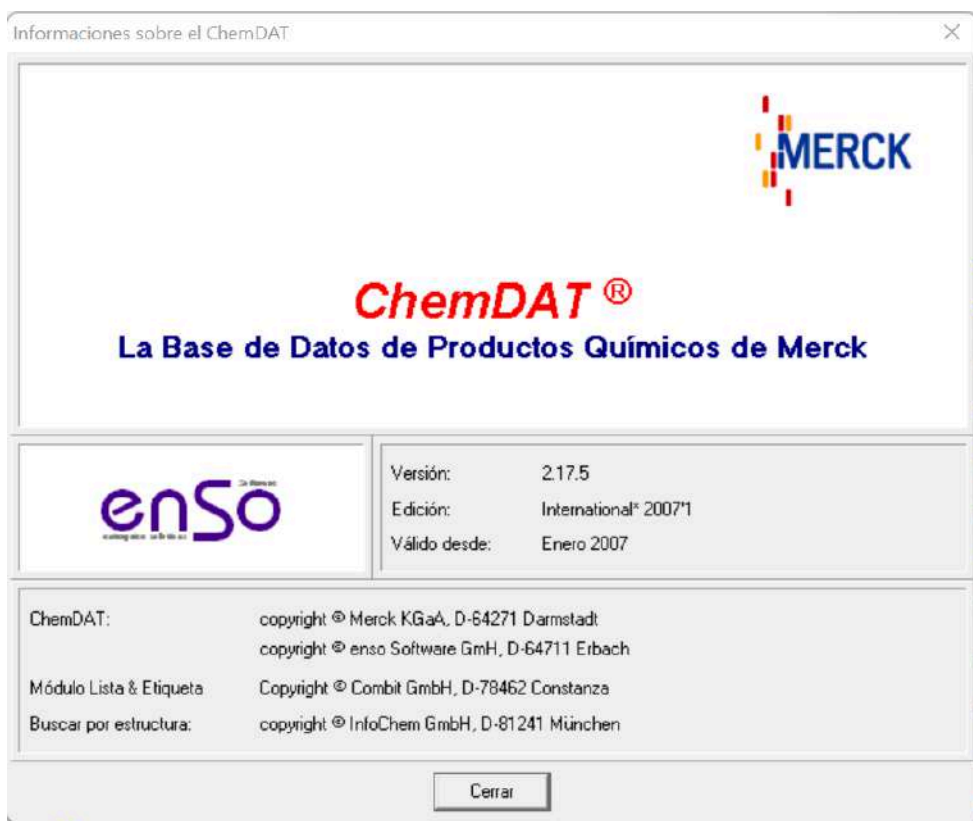 Informaciones sobre el ChemDAT
MERCK
ChemDAT ®
La Base de Datos de Productos Químicos de Merck
enSo
Versión: 2.17.5
Edición: International* 2007'1
Válido desde: Enero 2007
ChemDAT: copyright © Merck KGaA, D-64271 Darmstadt
copyright © enso Software GmH, D-64711 Erbach
Módulo Lista & Etiqueta Copyright © Combit GmbH, D-78462 Constanza
Buscar por estructura: copyright © InfoChem GmbH, D-81241 München
Cerrar